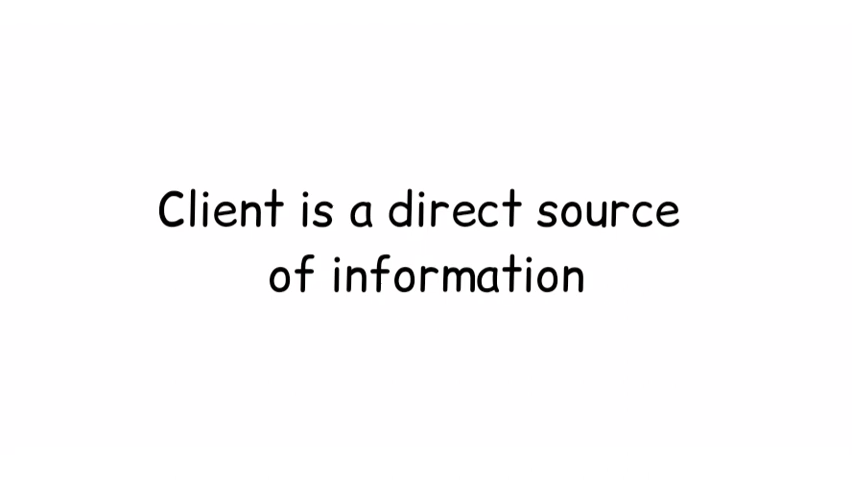 Client is a direct source
of information